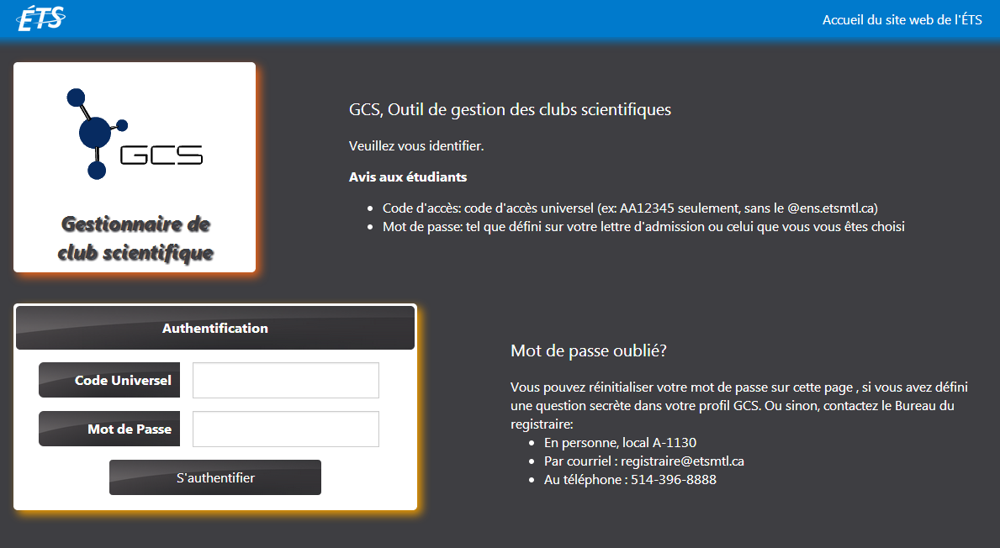 ÉTS
Accueil du site web de l'ÉTS
GCS
Gestionnaire de
club scientifique
GCS, Outil de gestion des clubs scientifiques
Veuillez vous identifier.
Avis aux étudiants
Code d'accès: code d'accès universel (ex: AA12345 seulement, sans le @ens.etsmtl.ca)
Mot de passe: tel que défini sur votre lettre d'admission ou celui que vous vous êtes choisi
Authentification
Code Universel
Mot de Passe
S'authentifier
Mot de passe oublié?
Vous pouvez réinitialiser votre mot de passe sur cette page , si vous avez défini
une question secrète dans votre profil GCS. Ou sinon, contactez le Bureau du
registraire:
En personne, local A-1130
Par courriel : registraire@etsmtl.ca
Au téléphone : 514-396-8888